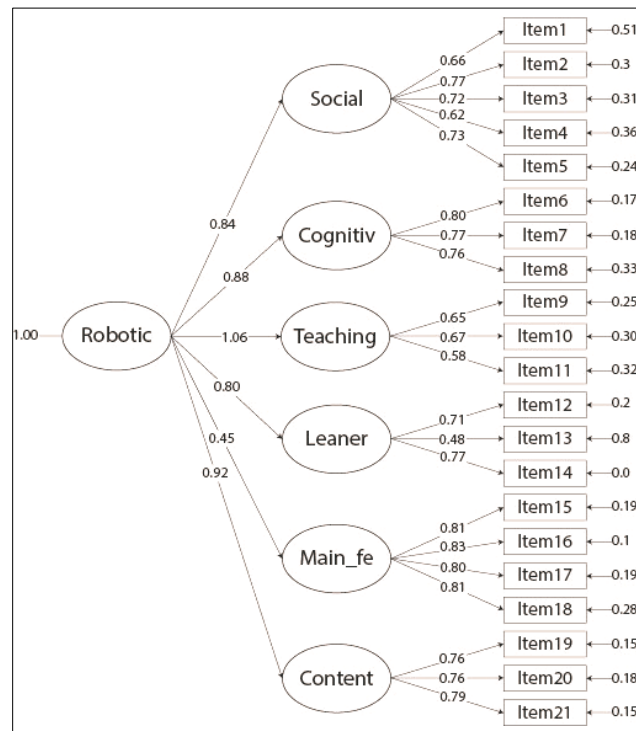 Item1 0.51
0.66
Item2 0.3
0.77
Social 0.72 Item3 0.31
0.62 Item4 0.36
0.73
Item5 0.24
Item6 0.17
0.84 0.80
Cognitiv 0.77 Item7 0.18
0.76
0.88 Item8 0.33
Item9 0.25
0.65
1.00 Robotic 1.06 Teaching 0.67 Item10 0.30
0.58
Item11 0.32
0.80
Item12 0.2
0.71
0.45 Leaner 0.48 Item13 0.8
0.77
0.92 Item14 0.0
Item15 0.19
0.81
Main_fe 0.83 Item16 0.1
0.80 Item17 0.19
0.81
Item18 0.28
Item19 0.15
0.76
Content 0.76 Item20 0.18
0.79
Item21 0.15